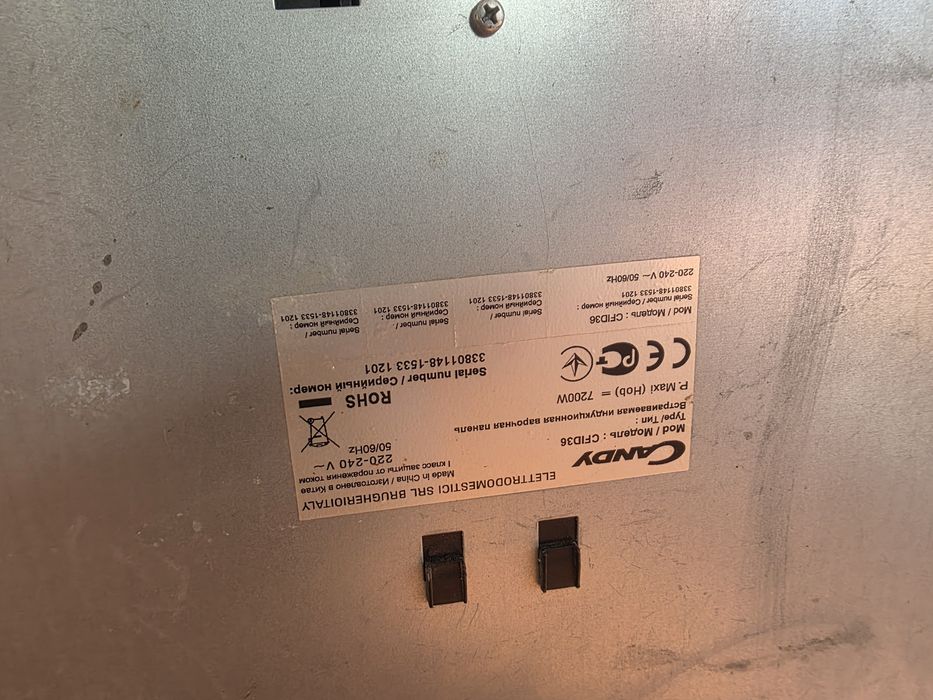 ELETTRODOMESTICI SRL BRUGHERIOITALY
CANDY
Made in China / Изготовлено в Китае
I класс защиты от поражения током
Mod / Модель : CFID36
220-240 V ~
50/60Hz
Type/ Тип :
Встраиваемая индукционная варочная панель
P. Maxi (Hob) = 7200W
ROHS
CE
Serial number / Серийный номер:
33801148-1533 1201
Mod / Модель : CFID36
Serial number / Серийный номер :
33801148-1533 1201
220-240 V ~ 50/60Hz
Serial number /
Серийный номер :
33801148-1533 1201
Serial number /
Серийный номер :
33801148-1533 1201
Serial number /
Серийный номер :
33801148-1533 1201